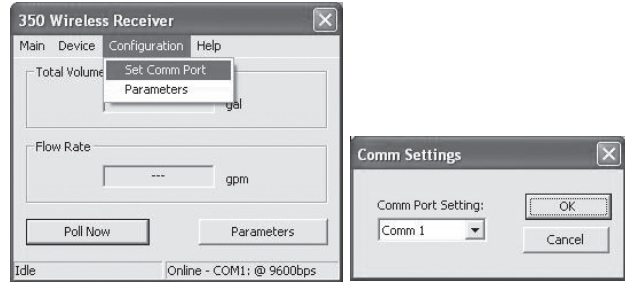 350 Wireless Receiver
Main Device Configuration Help
Set Comm Port
Parameters
Total Volume
gal
Flow Rate
--- gpm
Poll Now Parameters
Idle Online - COM1: @ 9600bps
Comm Settings
Comm Port Setting:
Comm 1
OK
Cancel